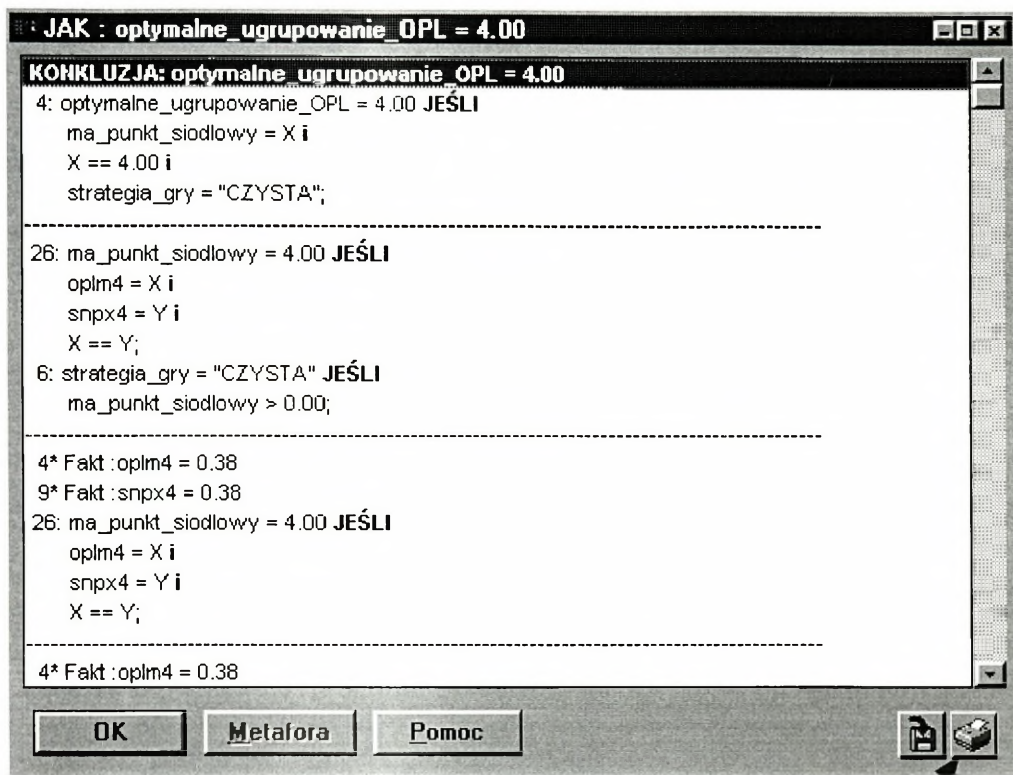 JAK : optymalne_ugrupowanie_OPL = 4.00
KONKLUZJA: optymalne_ugrupowanie_OPL = 4.00
4: optymalne_ugrupowanie_OPL = 4.00 JEŚLI
ma_punkt_siodlowy = X i
X == 4.00 i
strategia_gry = "CZYSTA";
26: ma_punkt_siodlowy = 4.00 JEŚLI
oplm4 = X i
snpx4 = Y i
X == Y;
6: strategia_gry = "CZYSTA" JEŚLI
ma_punkt_siodlowy > 0.00;
4* Fakt :oplm4 = 0.38
9* Fakt :snpx4 = 0.38
26: ma_punkt_siodlowy = 4.00 JEŚLI
oplm4 = X i
snpx4 = Y i
X == Y;
4* Fakt :oplm4 = 0.38
OK Metafora Pomoc